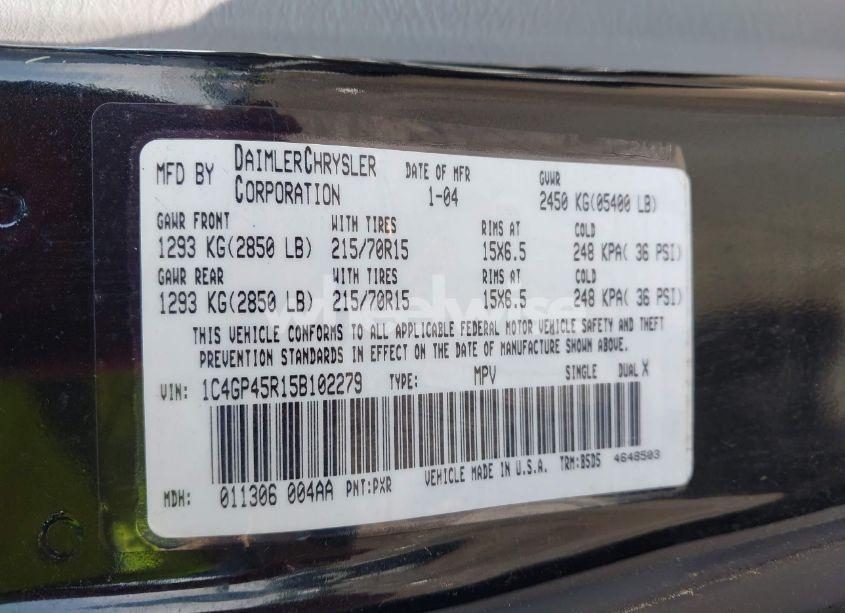 MFD BY DAIMLERCHRYSLER CORPORATION DATE OF MFR 1-04 GVWR 2450 KG(05400 LB)
GAWR FRONT WITH TIRES RIMS AT COLD
1293 KG(2850 LB) 215/70R15 15X6.5 248 KPA( 36 PSI)
GAWR REAR WITH TIRES RIMS AT COLD
1293 KG(2850 LB) 215/70R15 15X6.5 248 KPA( 36 PSI)
THIS VEHICLE CONFORMS TO ALL APPLICABLE FEDERAL MOTOR VEHICLE SAFETY AND THEFT
PREVENTION STANDARDS IN EFFECT ON THE DATE OF MANUFACTURE SHOWN ABOVE.
VIN: 1C4GP45R15B102279 TYPE: MPV SINGLE DUAL X
MDH: 011306 004AA PNT:PXR VEHICLE MADE IN U.S.A. TRM:B5D5 4648503
wheelwise